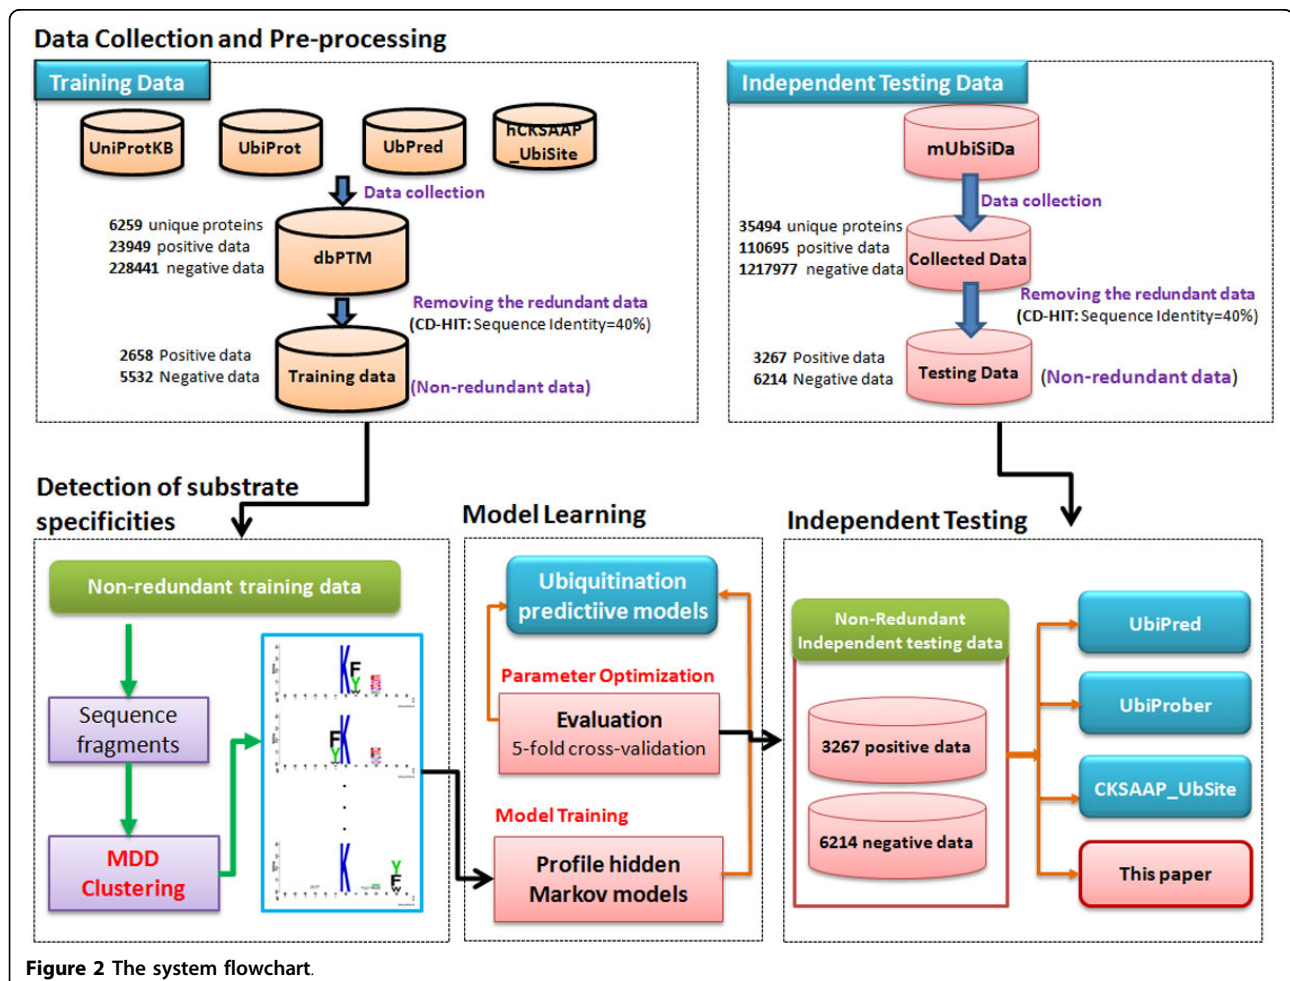 Data Collection and Pre-processing
Training Data
UniProtKB
UbiProt
UbPred
hCKSAAP
_UbiSite
Data collection
6259 unique proteins
23949 positive data
228441 negative data
dbPTM
Removing the redundant data
(CD-HIT: Sequence Identity=40%)
2658 Positive data
5532 Negative data
Training data
(Non-redundant data)
Independent Testing Data
mUbiSiDa
Data collection
35494 unique proteins
110695 positive data
1217977 negative data
Collected Data
Removing the redundant data
(CD-HIT: Sequence Identity=40%)
3267 Positive data
6214 Negative data
Testing Data
(Non-redundant data)
Detection of substrate
specificities
Non-redundant training data
Sequence
fragments
MDD
Clustering
K
F
Y
F
Y
K
K
Y
F
Model Learning
Ubiquitination
predictiive models
Parameter Optimization
Evaluation
5-fold cross-validation
Model Training
Profile hidden
Markov models
Independent Testing
Non-Redundant
Independent testing data
3267 positive data
6214 negative data
UbiPred
UbiProber
CKSAAP_UbSite
This paper
Figure 2 The system flowchart.